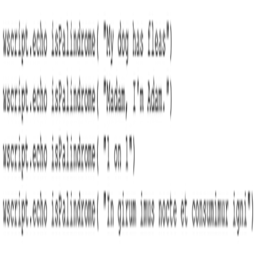 wscript.echo isPalindrome( "My dog has fleas")
wscript.echo isPalindrome( "Madam, I'm Adam.")
wscript.echo isPalindrome( "1 on 1")
wscript.echo isPalindrome( "In girum imus nocte et consumimur igni")